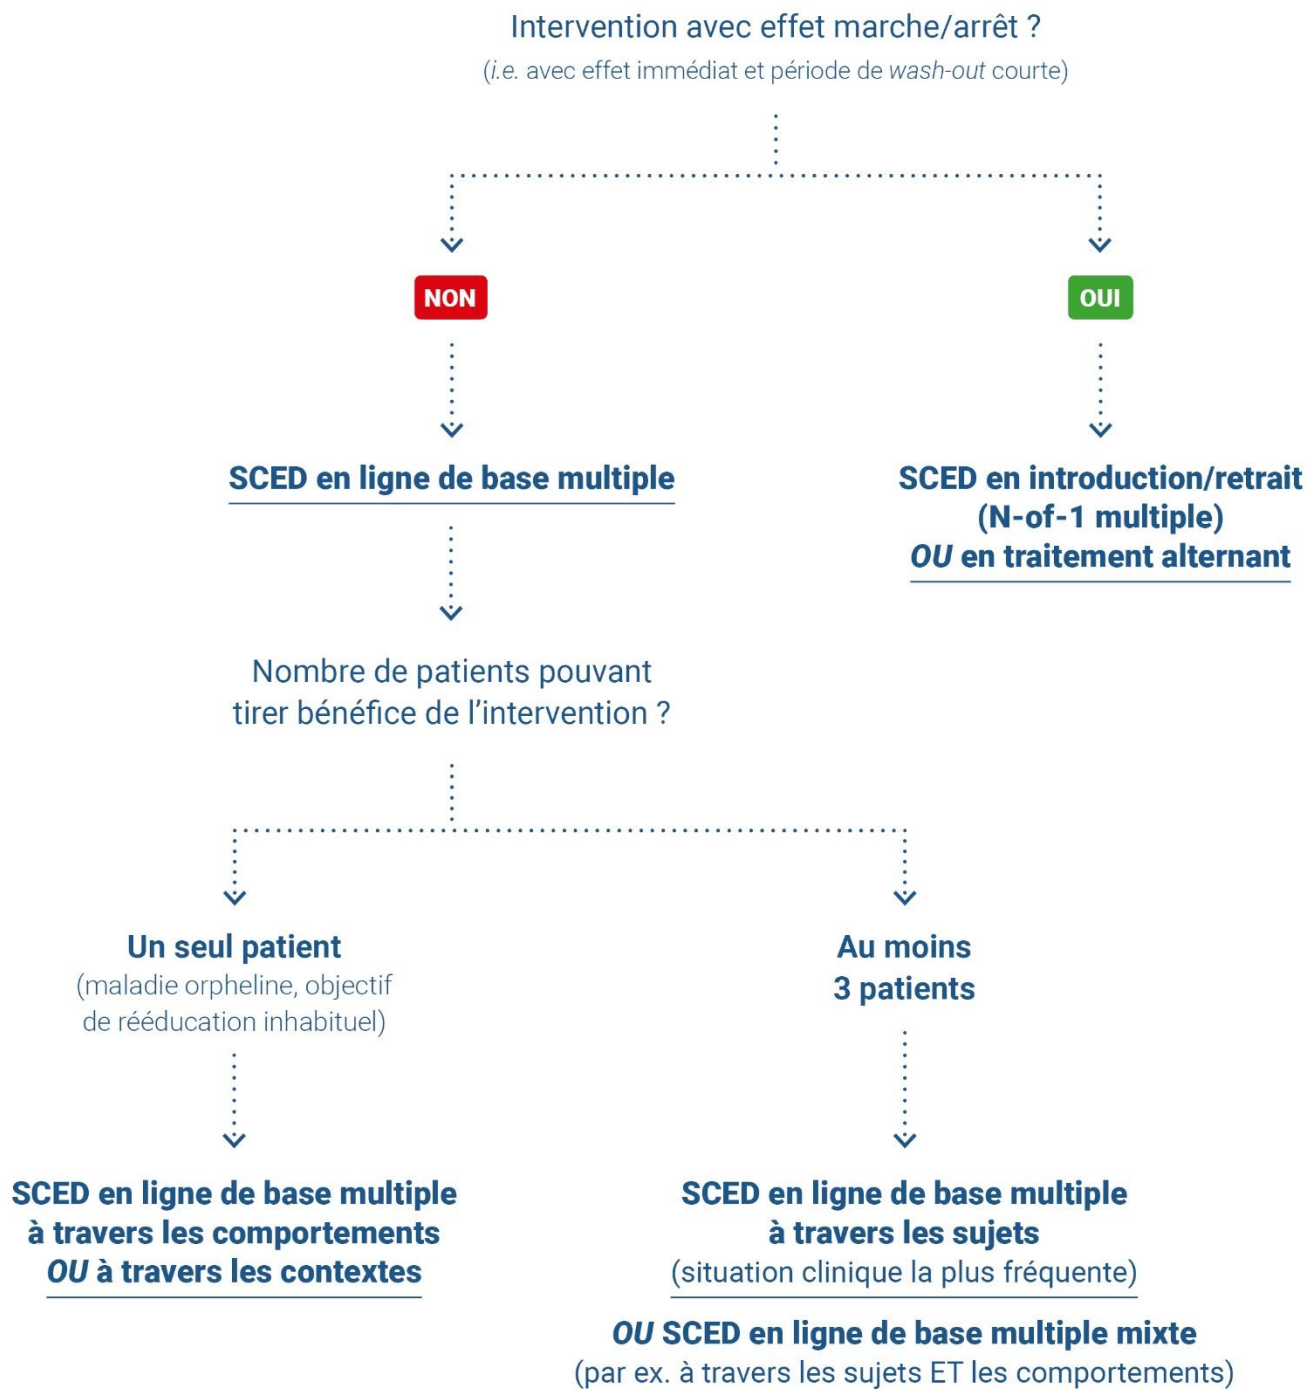 Intervention avec effet marche/arrêt ?
(i.e. avec effet immédiat et période de wash-out courte)
NON
OUI
SCED en ligne de base multiple
SCED en introduction/retrait
(N-of-1 multiple)
OU en traitement alternant
Nombre de patients pouvant
tirer bénéfice de l’intervention ?
Un seul patient
(maladie orpheline, objectif
de rééducation inhabituel)
Au moins
3 patients
SCED en ligne de base multiple
à travers les comportements
OU à travers les contextes
SCED en ligne de base multiple
à travers les sujets
(situation clinique la plus fréquente)
OU SCED en ligne de base multiple mixte
(par ex. à travers les sujets ET les comportements)